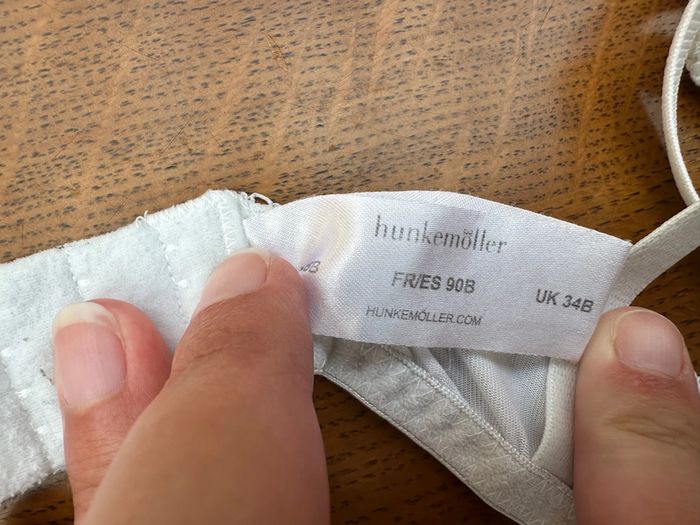 hunkemöller
FR/ES 90B
UK 34B
HUNKEMÖLLER.COM